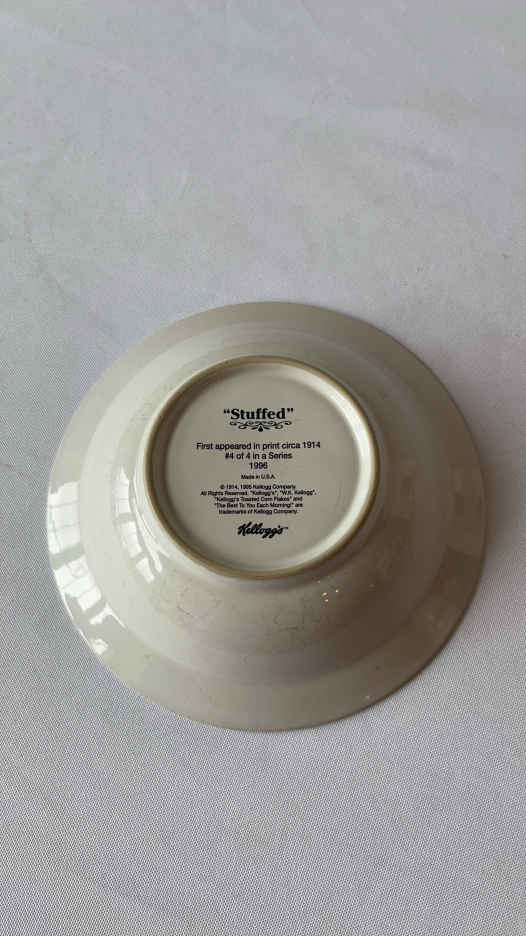 “Stuffed”
First appeared in print circa 1914
#4 of 4 in a Series
1996
Made in U.S.A.
© 1914, 1995 Kellogg Company.
All Rights Reserved. “Kellogg's”, “W.K. Kellogg”,
“Kellogg's Toasted Corn Flakes” and
“The Best To You Each Morning!” are
trademarks of Kellogg Company.
Kellogg's™